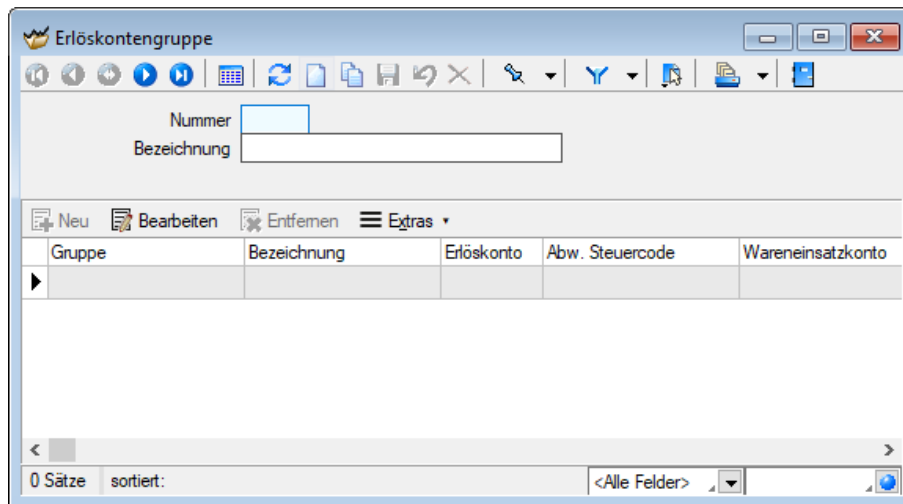 Erlöskontengruppe
Nummer
Bezeichnung
Neu Bearbeiten Entfernen Extras
Gruppe Bezeichnung Erlöskonto Abw. Steuercode Wareneinsatzkonto
0 Sätze sortiert: <Alle Felder>